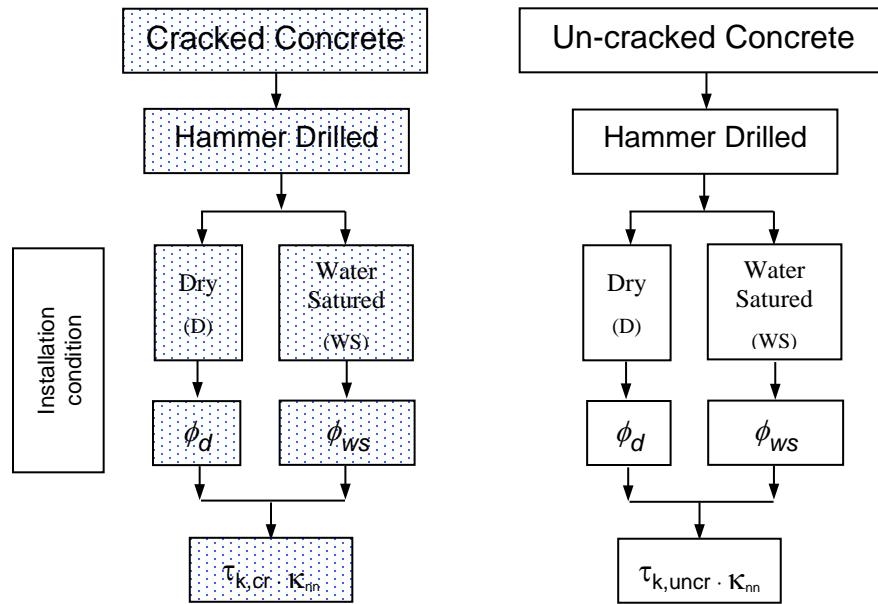 Cracked Concrete
Un-cracked Concrete
Hammer Drilled
Hammer Drilled
Installation
condition
Dry
(D)
Water
Satured
(WS)
Dry
(D)
Water
Satured
(WS)
ϕd
ϕws
ϕd
ϕws
τk,cr · κnn
τk,uncr · κnn